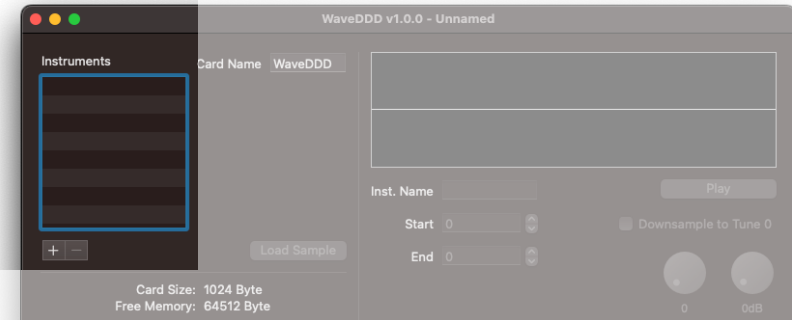 WaveDDD v1.0.0 - Unnamed
Instruments
Card Name WaveDDD
Inst. Name
Play
Start 0
Downsample to Tune 0
+ −
Load Sample
End 0
Card Size: 1024 Byte
Free Memory: 64512 Byte
0 0dB